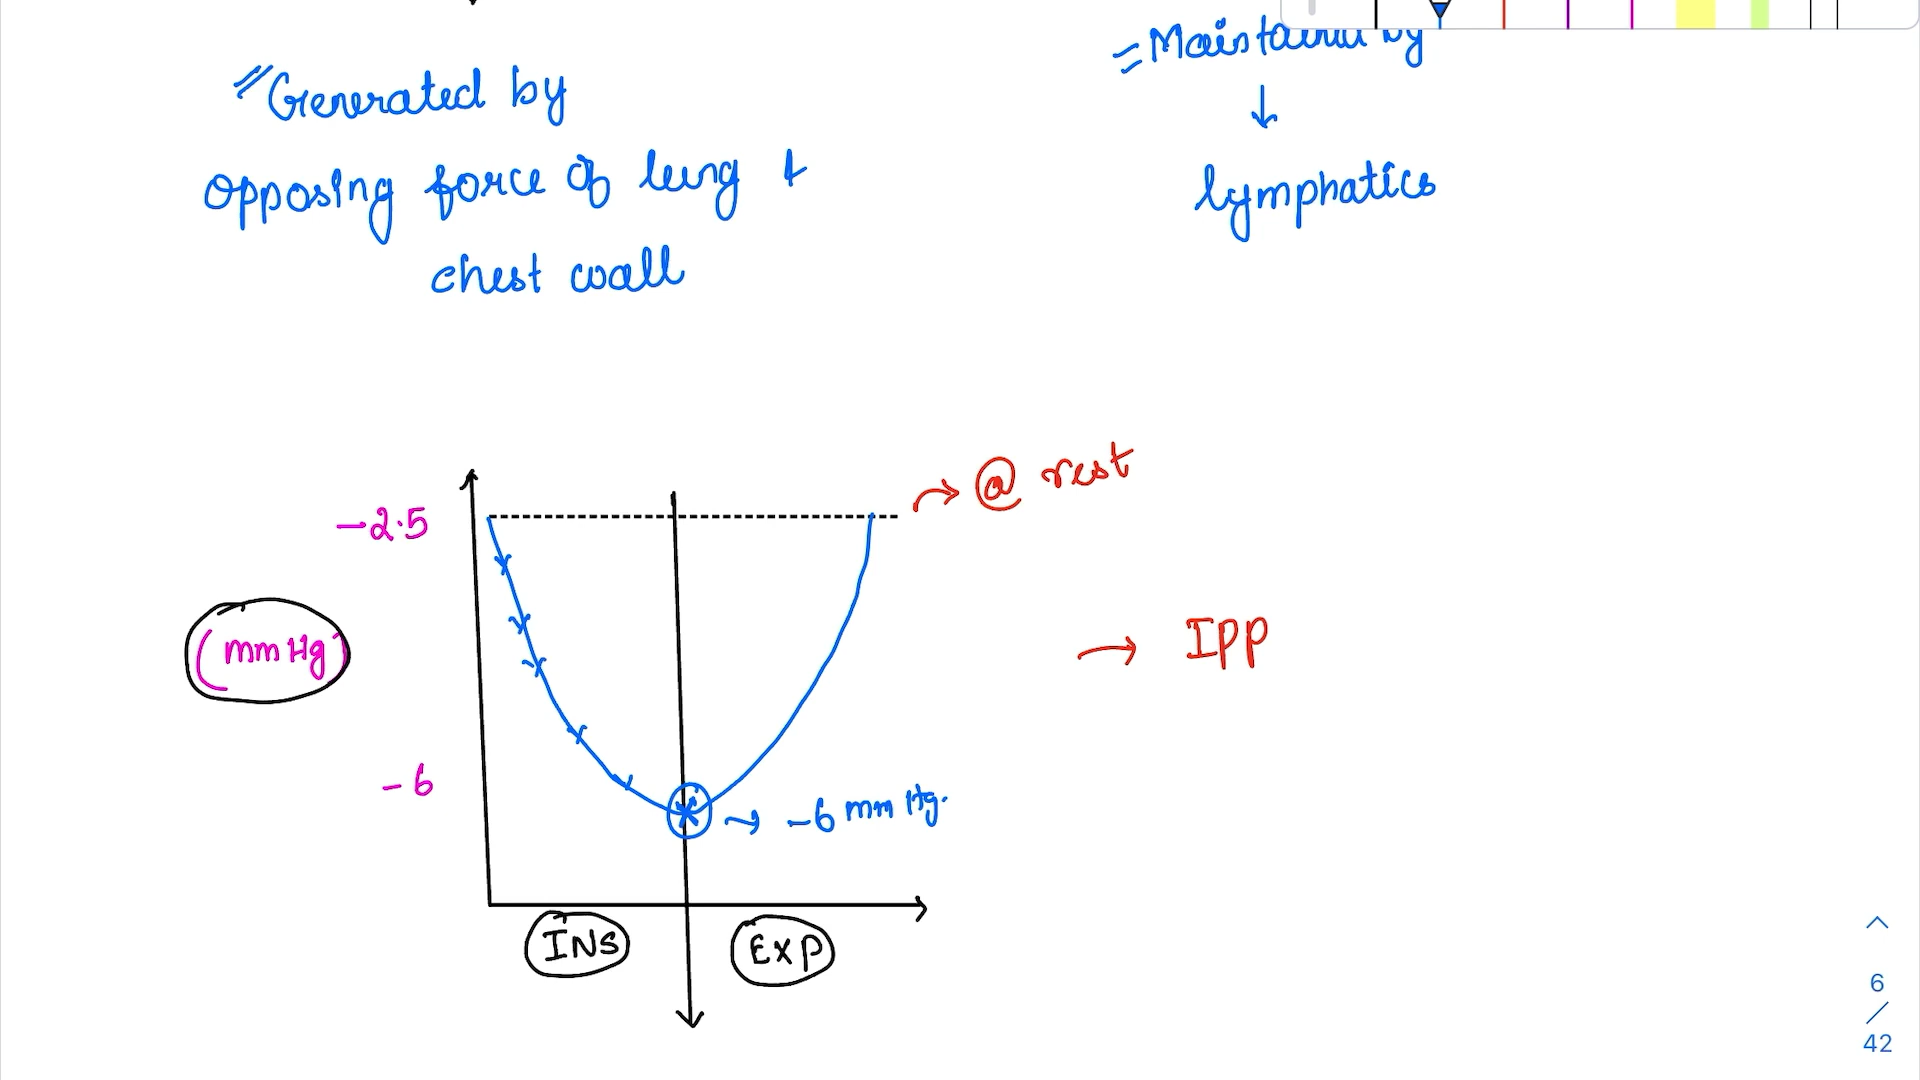 Generated by
opposing force of lung &
chest wall
= Maintained by
↓
lymphatics
→ @ rest
-2.5
(mm Hg)
→ IPP
-6
→ -6 mm Hg.
INS
EXP
6
/
42